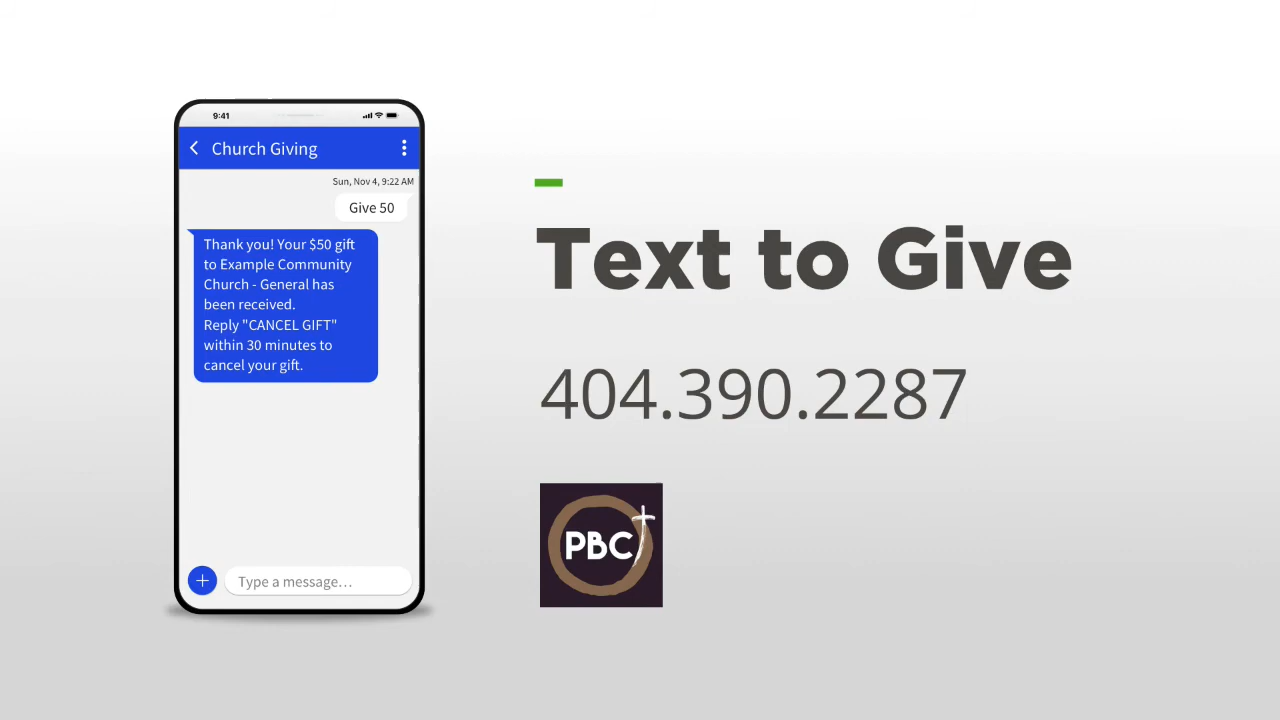 9:41
Church Giving
Sun, Nov 4, 9:22 AM
Give 50
Thank you! Your $50 gift
to Example Community
Church - General has
been received.
Reply "CANCEL GIFT"
within 30 minutes to
cancel your gift.
Type a message…
Text to Give
404.390.2287
PBC